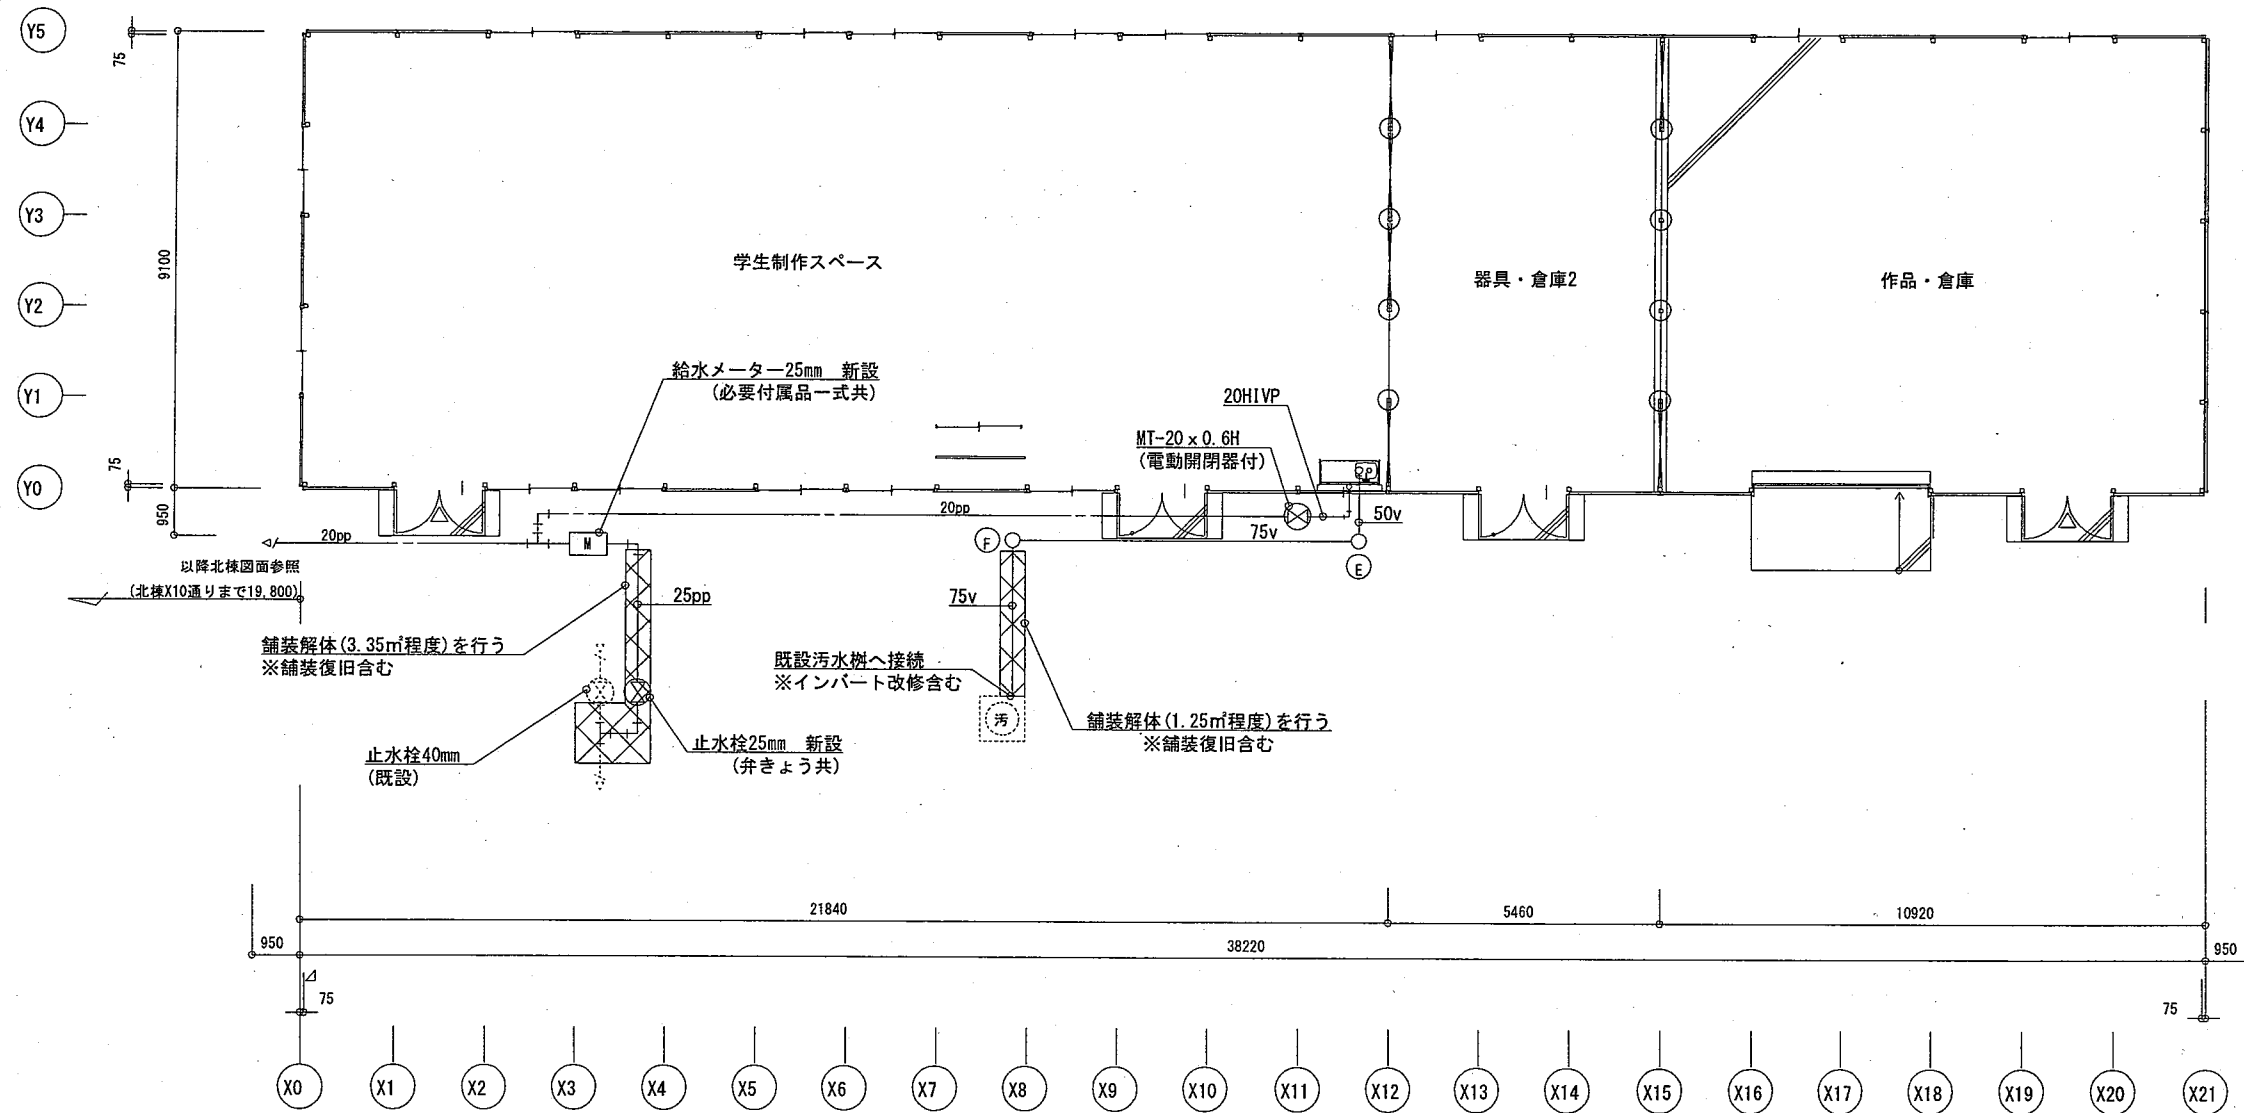 Y5
75
Y4
Y3
9100
学生制作スペース
器具・倉庫2
作品・倉庫
Y2
給水メーター25mm 新設
(必要付属品一式共)
Y1
20HIVP
MT-20×0.6H
(電動開閉器付)
75
Y0
950
20pp
50v
20pp
M
F
75v
E
以降北棟図面参照
(北棟X10通りまで19,800)
25pp
75v
舗装解体(3.35㎡程度)を行う
※舗装復旧含む
既設汚水桝へ接続
※インバート改修含む
汚
舗装解体(1.25㎡程度)を行う
※舗装復旧含む
止水栓40mm
(既設)
止水栓25mm 新設
(弁きょう共)
21840
5460
10920
950
38220
950
75
75
X0
X1
X2
X3
X4
X5
X6
X7
X8
X9
X10
X11
X12
X13
X14
X15
X16
X17
X18
X19
X20
X21